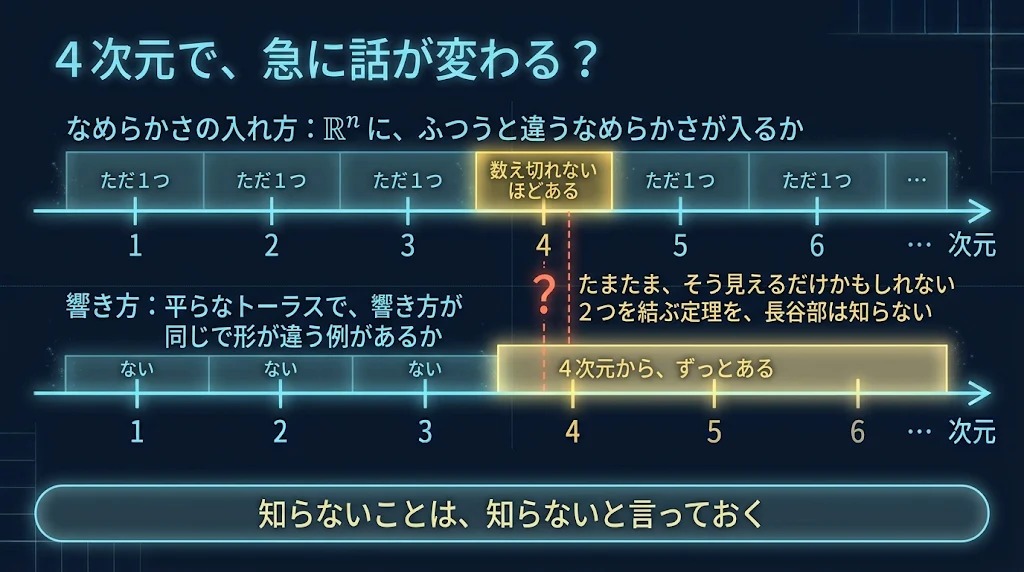 4次元で、急に話が変わる？
なめらかさの入れ方：ℝⁿ に、ふつうと違うなめらかさが入るか
ただ1つ ただ1つ ただ1つ 数え切れない ただ1つ ただ1つ …
ほどある
1 2 3 4 5 6 … 次元
? たまたま、そう見えるだけかもしれない
2つを結ぶ定理を、長谷部は知らない
響き方：平らなトーラスで、響き方が
同じで形が違う例があるか
ない ない ない 4次元から、ずっとある
1 2 3 4 5 6 … 次元
知らないことは、知らないと言っておく